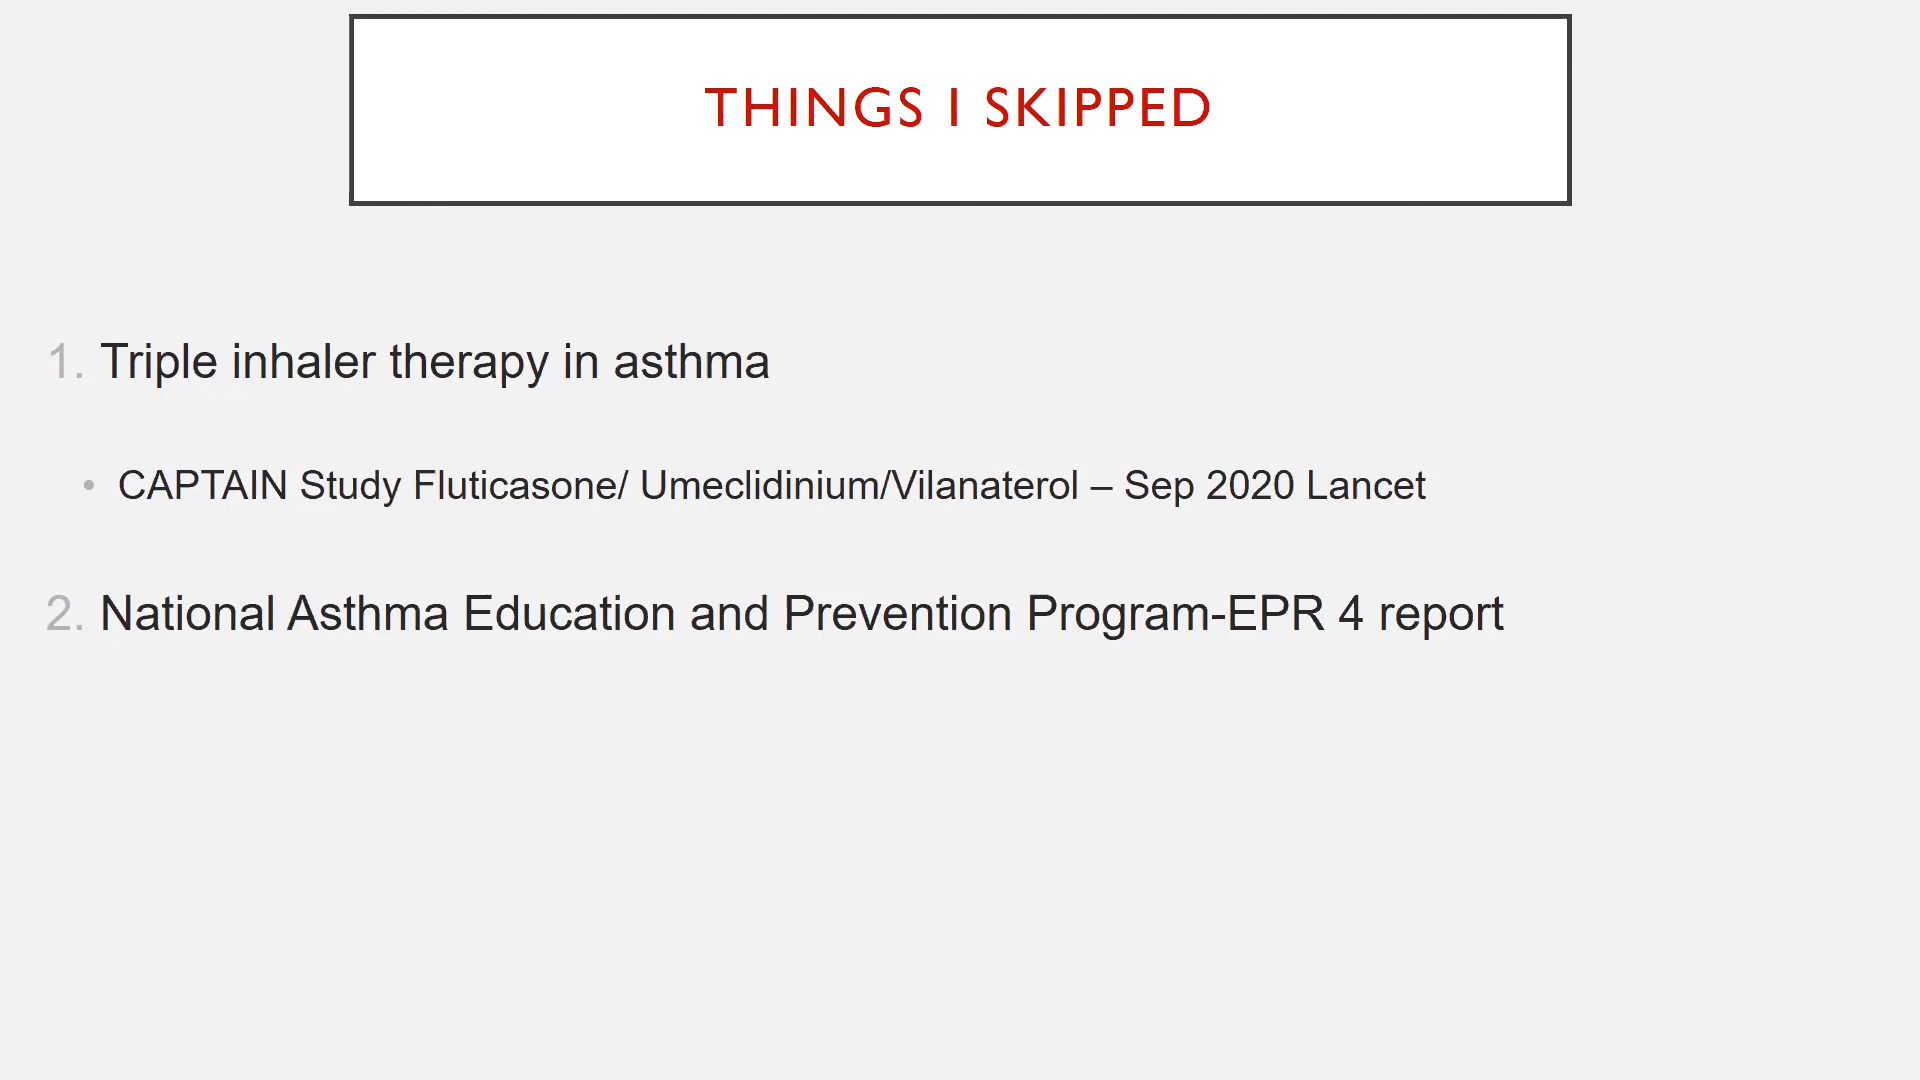 THINGS I SKIPPED
1. Triple inhaler therapy in asthma
• CAPTAIN Study Fluticasone/ Umeclidinium/Vilanaterol – Sep 2020 Lancet
2. National Asthma Education and Prevention Program-EPR 4 report